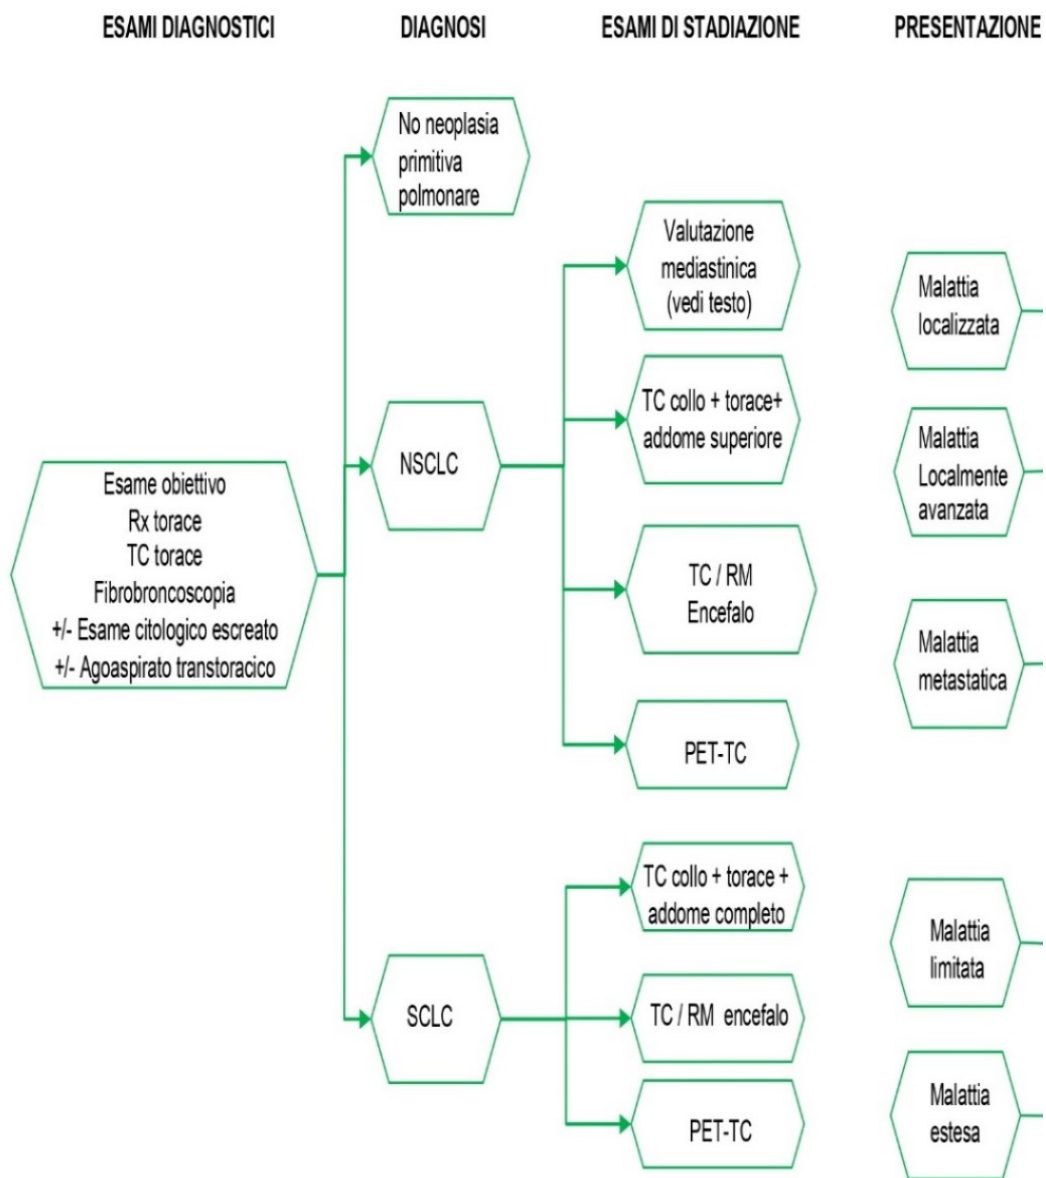 ESAMI DIAGNOSTICI
DIAGNOSI
ESAMI DI STADIAZIONE
PRESENTAZIONE
Esame obiettivo
Rx torace
TC torace
Fibrobroncoscopia
+/- Esame citologico escreato
+/- Agoaspirato transtoracico
No neoplasia
primitiva
polmonare
NSCLC
SCLC
Valutazione
mediastinica
(vedi testo)
TC collo + torace+
addome superiore
TC / RM
Encefalo
PET-TC
TC collo + torace +
addome completo
TC / RM encefalo
PET-TC
Malattia
localizzata
Malattia
Localmente
avanzata
Malattia
metastatica
Malattia
limitata
Malattia
estesa